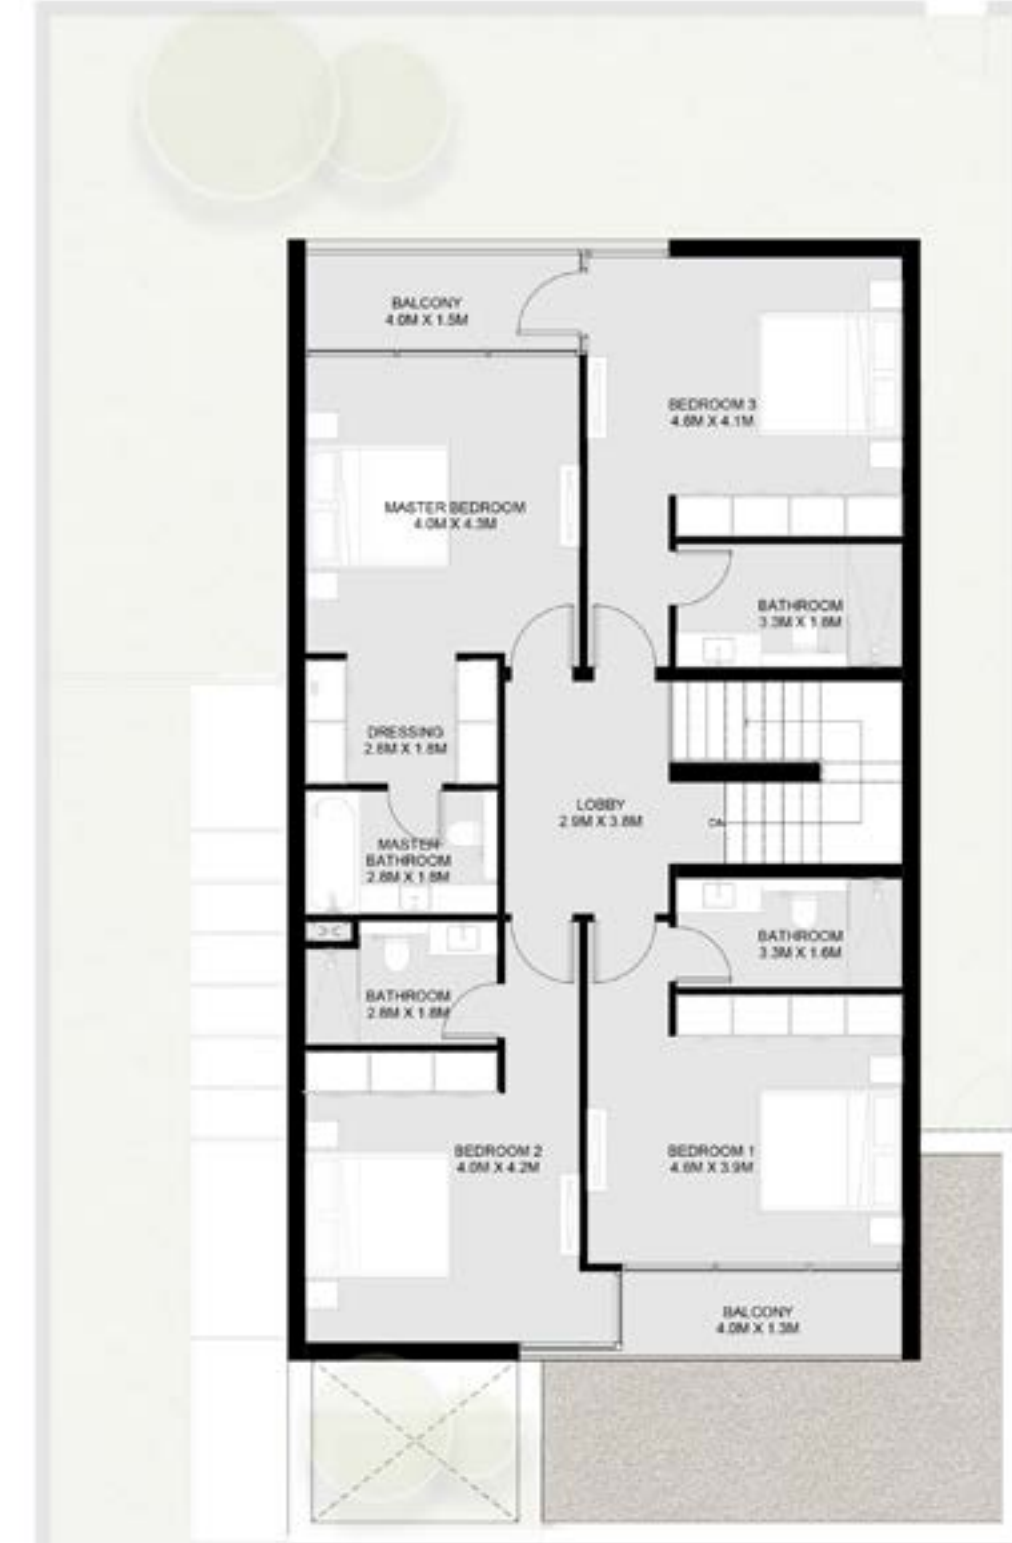 BALCONY
4.0M X 1.5M
BEDROOM 3
4.6M X 4.1M
MASTER BEDROOM
4.0M X 4.3M
BATHROOM
3.3M X 1.8M
DRESSING
2.8M X 1.8M
LOBBY
2.9M X 3.8M
DN
MASTER
BATHROOM
2.8M X 1.8M
BATHROOM
3.3M X 1.6M
BATHROOM
2.8M X 1.8M
BEDROOM 2
4.0M X 4.2M
BEDROOM 1
4.6M X 3.9M
BALCONY
4.0M X 1.3M